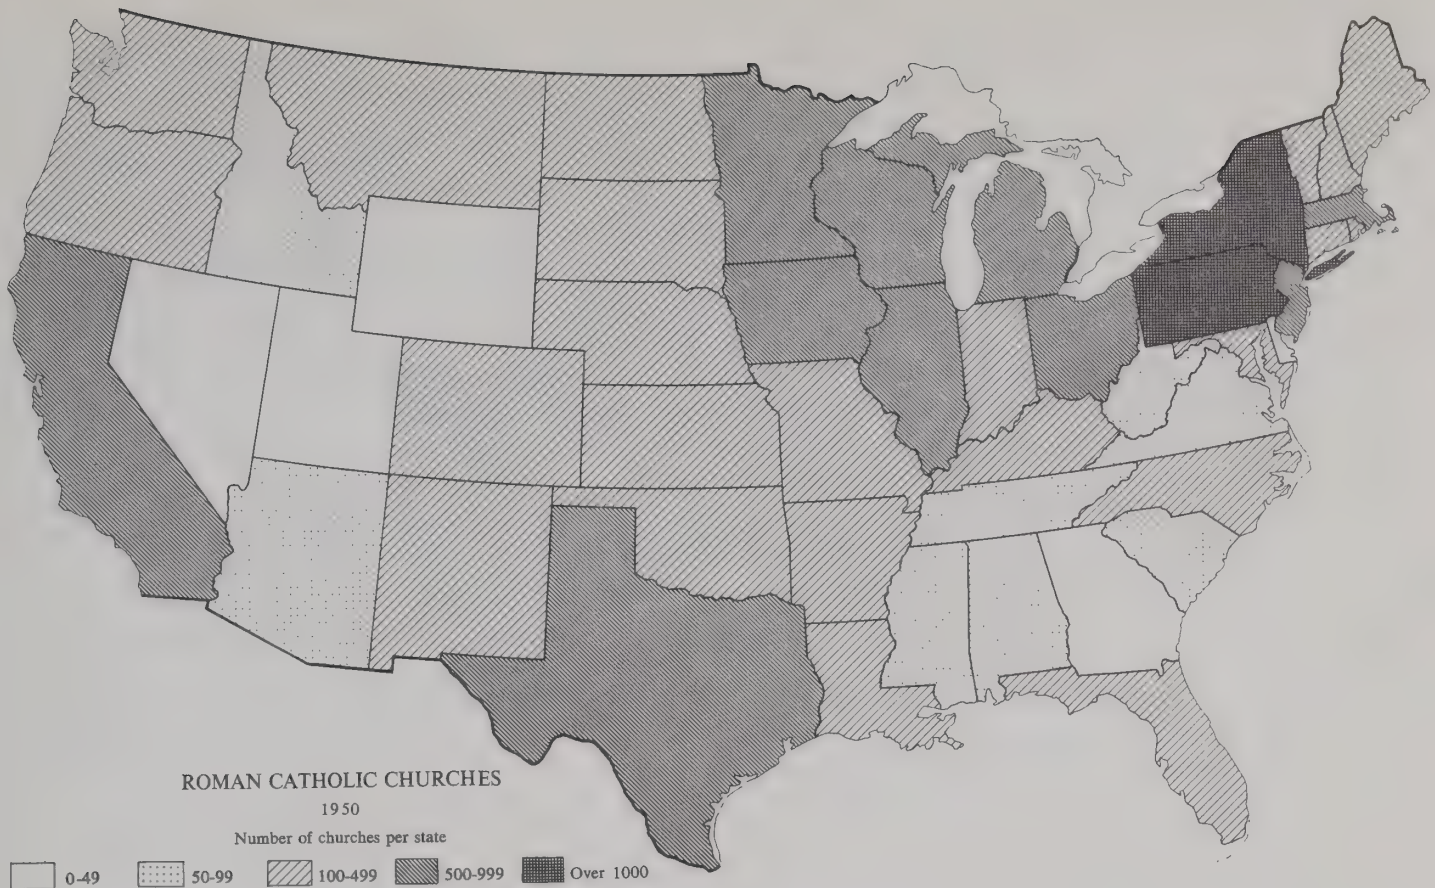 ROMAN CATHOLIC CHURCHES
1950
Number of churches per state
0-49 50-99 100-499 500-999 Over 1000